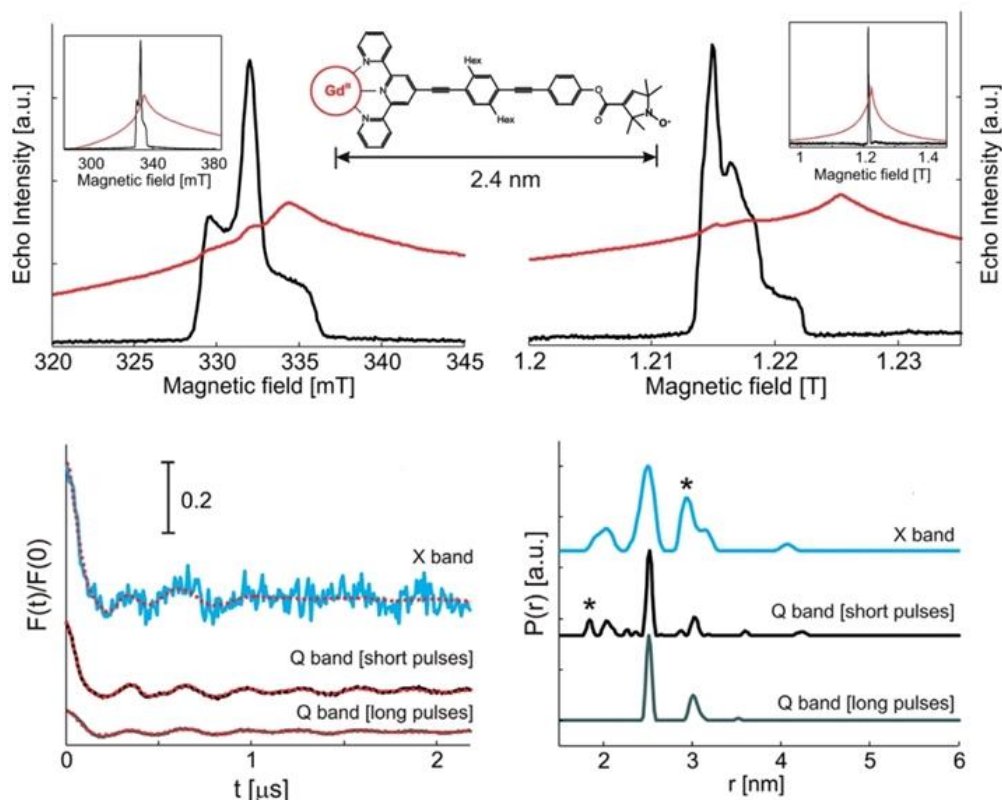 Echo Intensity [a.u.]
300 340 380
Magnetic field [mT]
Gd^III
N
N
N
Hex
Hex
O
O
N
O•
2.4 nm
1 1.2 1.4
Magnetic field [T]
Echo Intensity [a.u.]
320 325 330 335 340 345
Magnetic field [mT]
1.2 1.21 1.22 1.23
Magnetic field [T]
F(t)/F(0)
0.2
X band
Q band [short pulses]
Q band [long pulses]
0 1 2
t [μs]
P(r) [a.u.]
*
X band
*
Q band [short pulses]
Q band [long pulses]
2 3 4 5 6
r [nm]